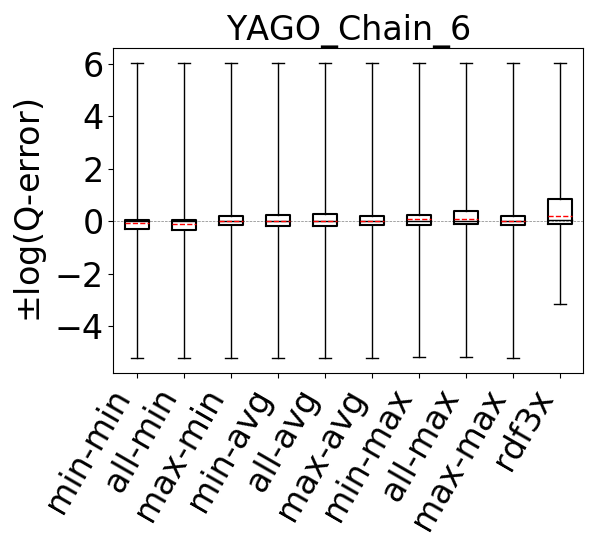 YAGO_Chain_6
±log(Q-error)
6
4
2
0
−2
−4
min-min
all-min
max-min
min-avg
all-avg
max-avg
min-max
all-max
max-max
rdf3x